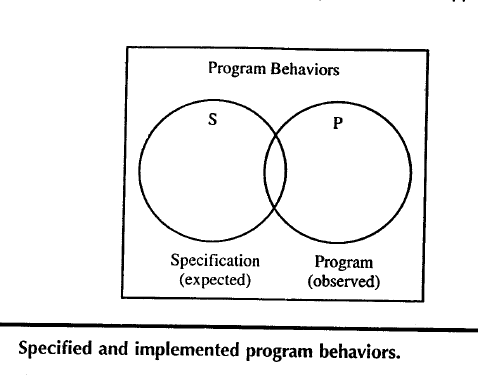 Program Behaviors
S
P
Specification
(expected)
Program
(observed)
Specified and implemented program behaviors.